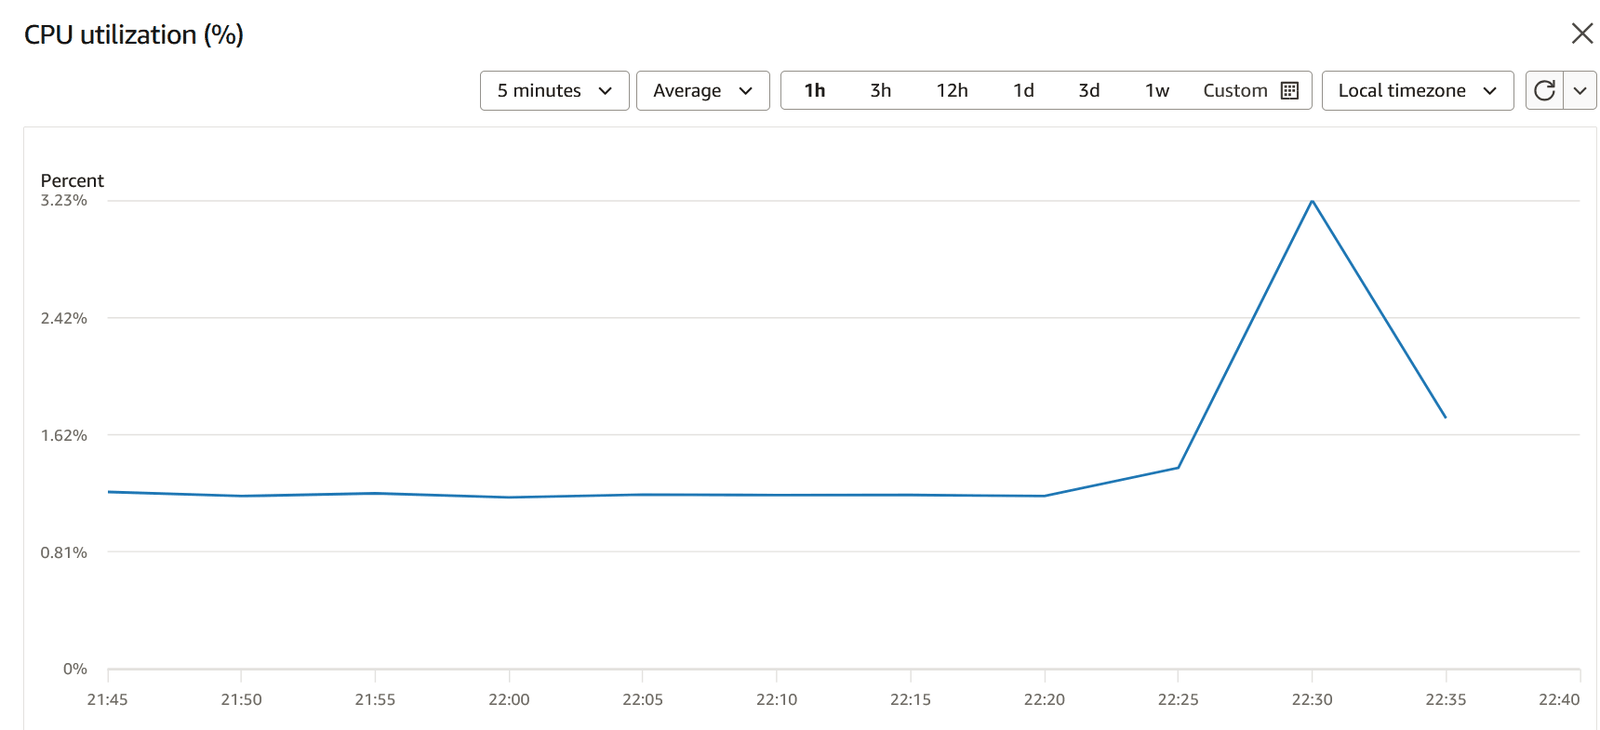 CPU utilization (%)
5 minutes Average 1h 3h 12h 1d 3d 1w Custom Local timezone
Percent
3.23%
2.42%
1.62%
0.81%
0%
21:45 21:50 21:55 22:00 22:05 22:10 22:15 22:20 22:25 22:30 22:35 22:40